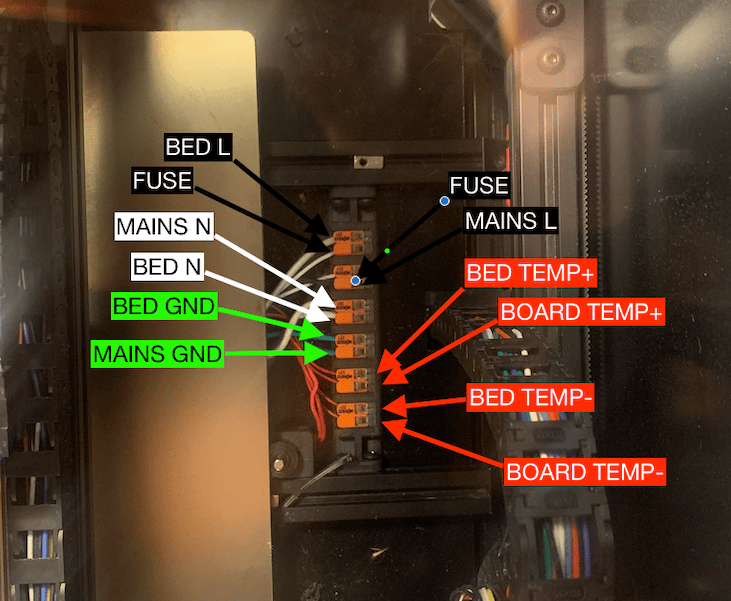 BED L
FUSE
FUSE
MAINS N
MAINS L
BED N
BED TEMP+
BED GND
BOARD TEMP+
MAINS GND
BED TEMP-
BOARD TEMP-